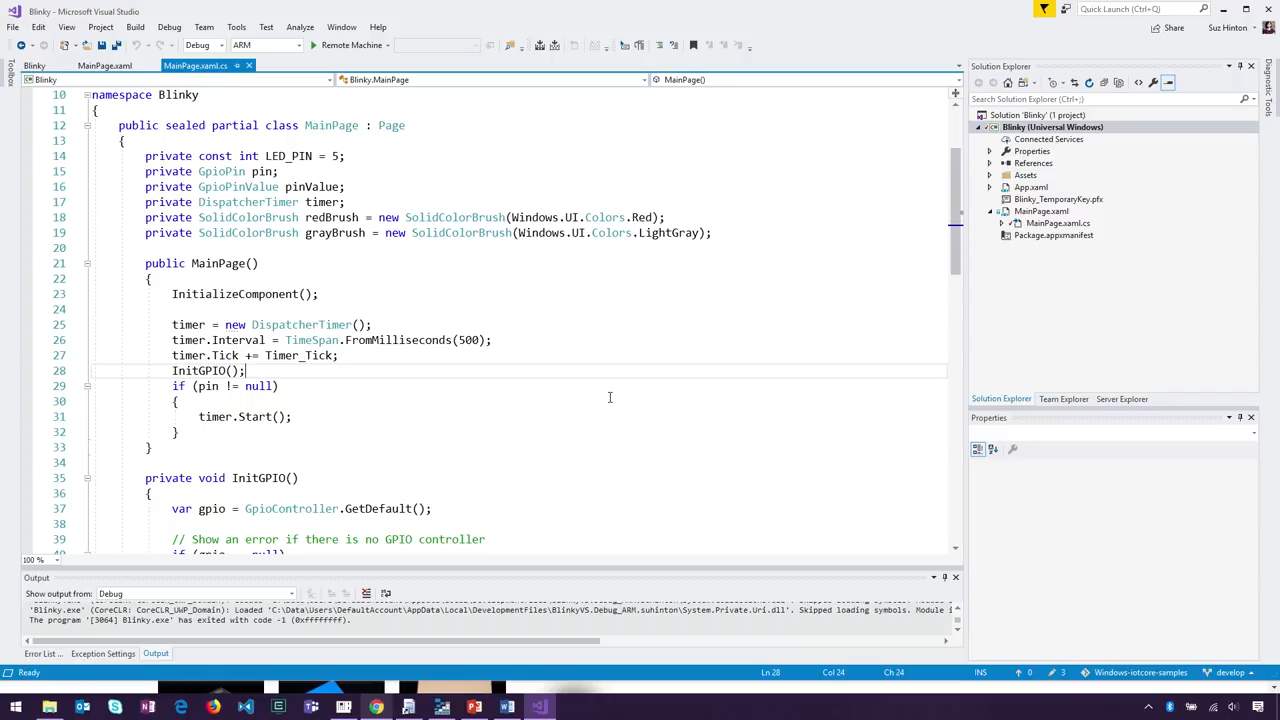 Blinky - Microsoft Visual Studio
Quick Launch (Ctrl+Q)
File Edit View Project Build Debug Team Tools Test Analyze Window Help
Share Suz Hinton
Debug ARM Remote Machine
Blinky MainPage.xaml MainPage.xaml.cs
Toolbox
Blinky Blinky.MainPage MainPage()
10 namespace Blinky
11 {
12 public sealed partial class MainPage : Page
13 {
14 private const int LED_PIN = 5;
15 private GpioPin pin;
16 private GpioPinValue pinValue;
17 private DispatcherTimer timer;
18 private SolidColorBrush redBrush = new SolidColorBrush(Windows.UI.Colors.Red);
19 private SolidColorBrush grayBrush = new SolidColorBrush(Windows.UI.Colors.LightGray);
20
21 public MainPage()
22 {
23 InitializeComponent();
24
25 timer = new DispatcherTimer();
26 timer.Interval = TimeSpan.FromMilliseconds(500);
27 timer.Tick += Timer_Tick;
28 InitGPIO();
29 if (pin != null)
30 {
31 timer.Start();
32 }
33 }
34
35 private void InitGPIO()
36 {
37 var gpio = GpioController.GetDefault();
38
39 // Show an error if there is no GPIO controller
40 if (gpio == null)
100 %
Output
Show output from: Debug
'Blinky.exe' (CoreCLR: CoreCLR_UWP_Domain): Loaded 'C:\Data\Users\DefaultAccount\AppData\Local\DevelopmentFiles\BlinkyVS.Debug_ARM.suhinton\System.Private.Uri.dll'. Skipped loading symbols. Module i
The program '[3064] Blinky.exe' has exited with code -1 (0xffffffff).
Error List ... Exception Settings Output
Solution Explorer
Search Solution Explorer (Ctrl+;)
Solution 'Blinky' (1 project)
Blinky (Universal Windows)
Connected Services
Properties
References
Assets
App.xaml
Blinky_TemporaryKey.pfx
MainPage.xaml
MainPage.xaml.cs
Package.appxmanifest
Solution Explorer Team Explorer Server Explorer
Properties
Diagnostic Tools
Ready Ln 28 Col 24 Ch 24 INS 0 3 Windows-iotcore-samples develop